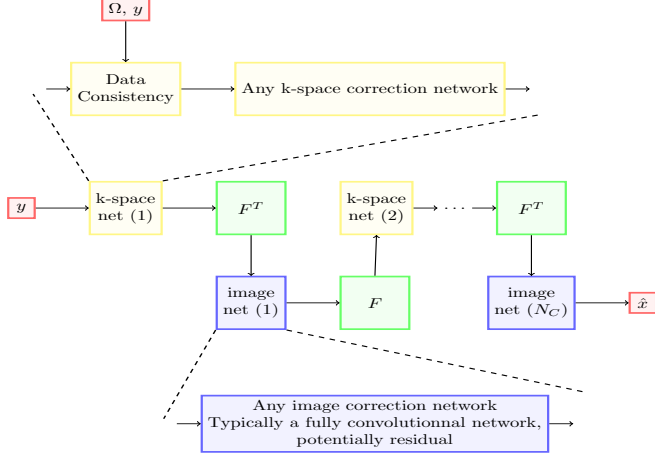 Ω, y
Data
Consistency
Any k-space correction network
y
k-space
net (1)
F^T
k-space
net (2)
···
F^T
image
net (1)
F
image
net (N_C)
x̂
Any image correction network
Typically a fully convolutionnal network,
potentially residual